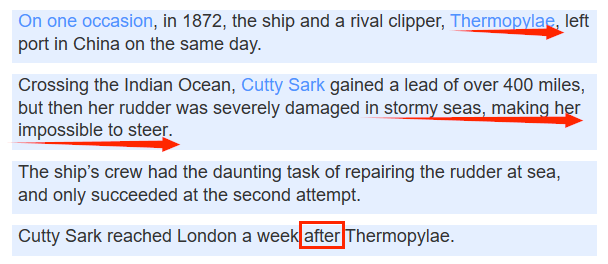 On one occasion, in 1872, the ship and a rival clipper, Thermopylae, left
port in China on the same day.
Crossing the Indian Ocean, Cutty Sark gained a lead of over 400 miles,
but then her rudder was severely damaged in stormy seas, making her
impossible to steer.
The ship's crew had the daunting task of repairing the rudder at sea,
and only succeeded at the second attempt.
Cutty Sark reached London a week after Thermopylae.